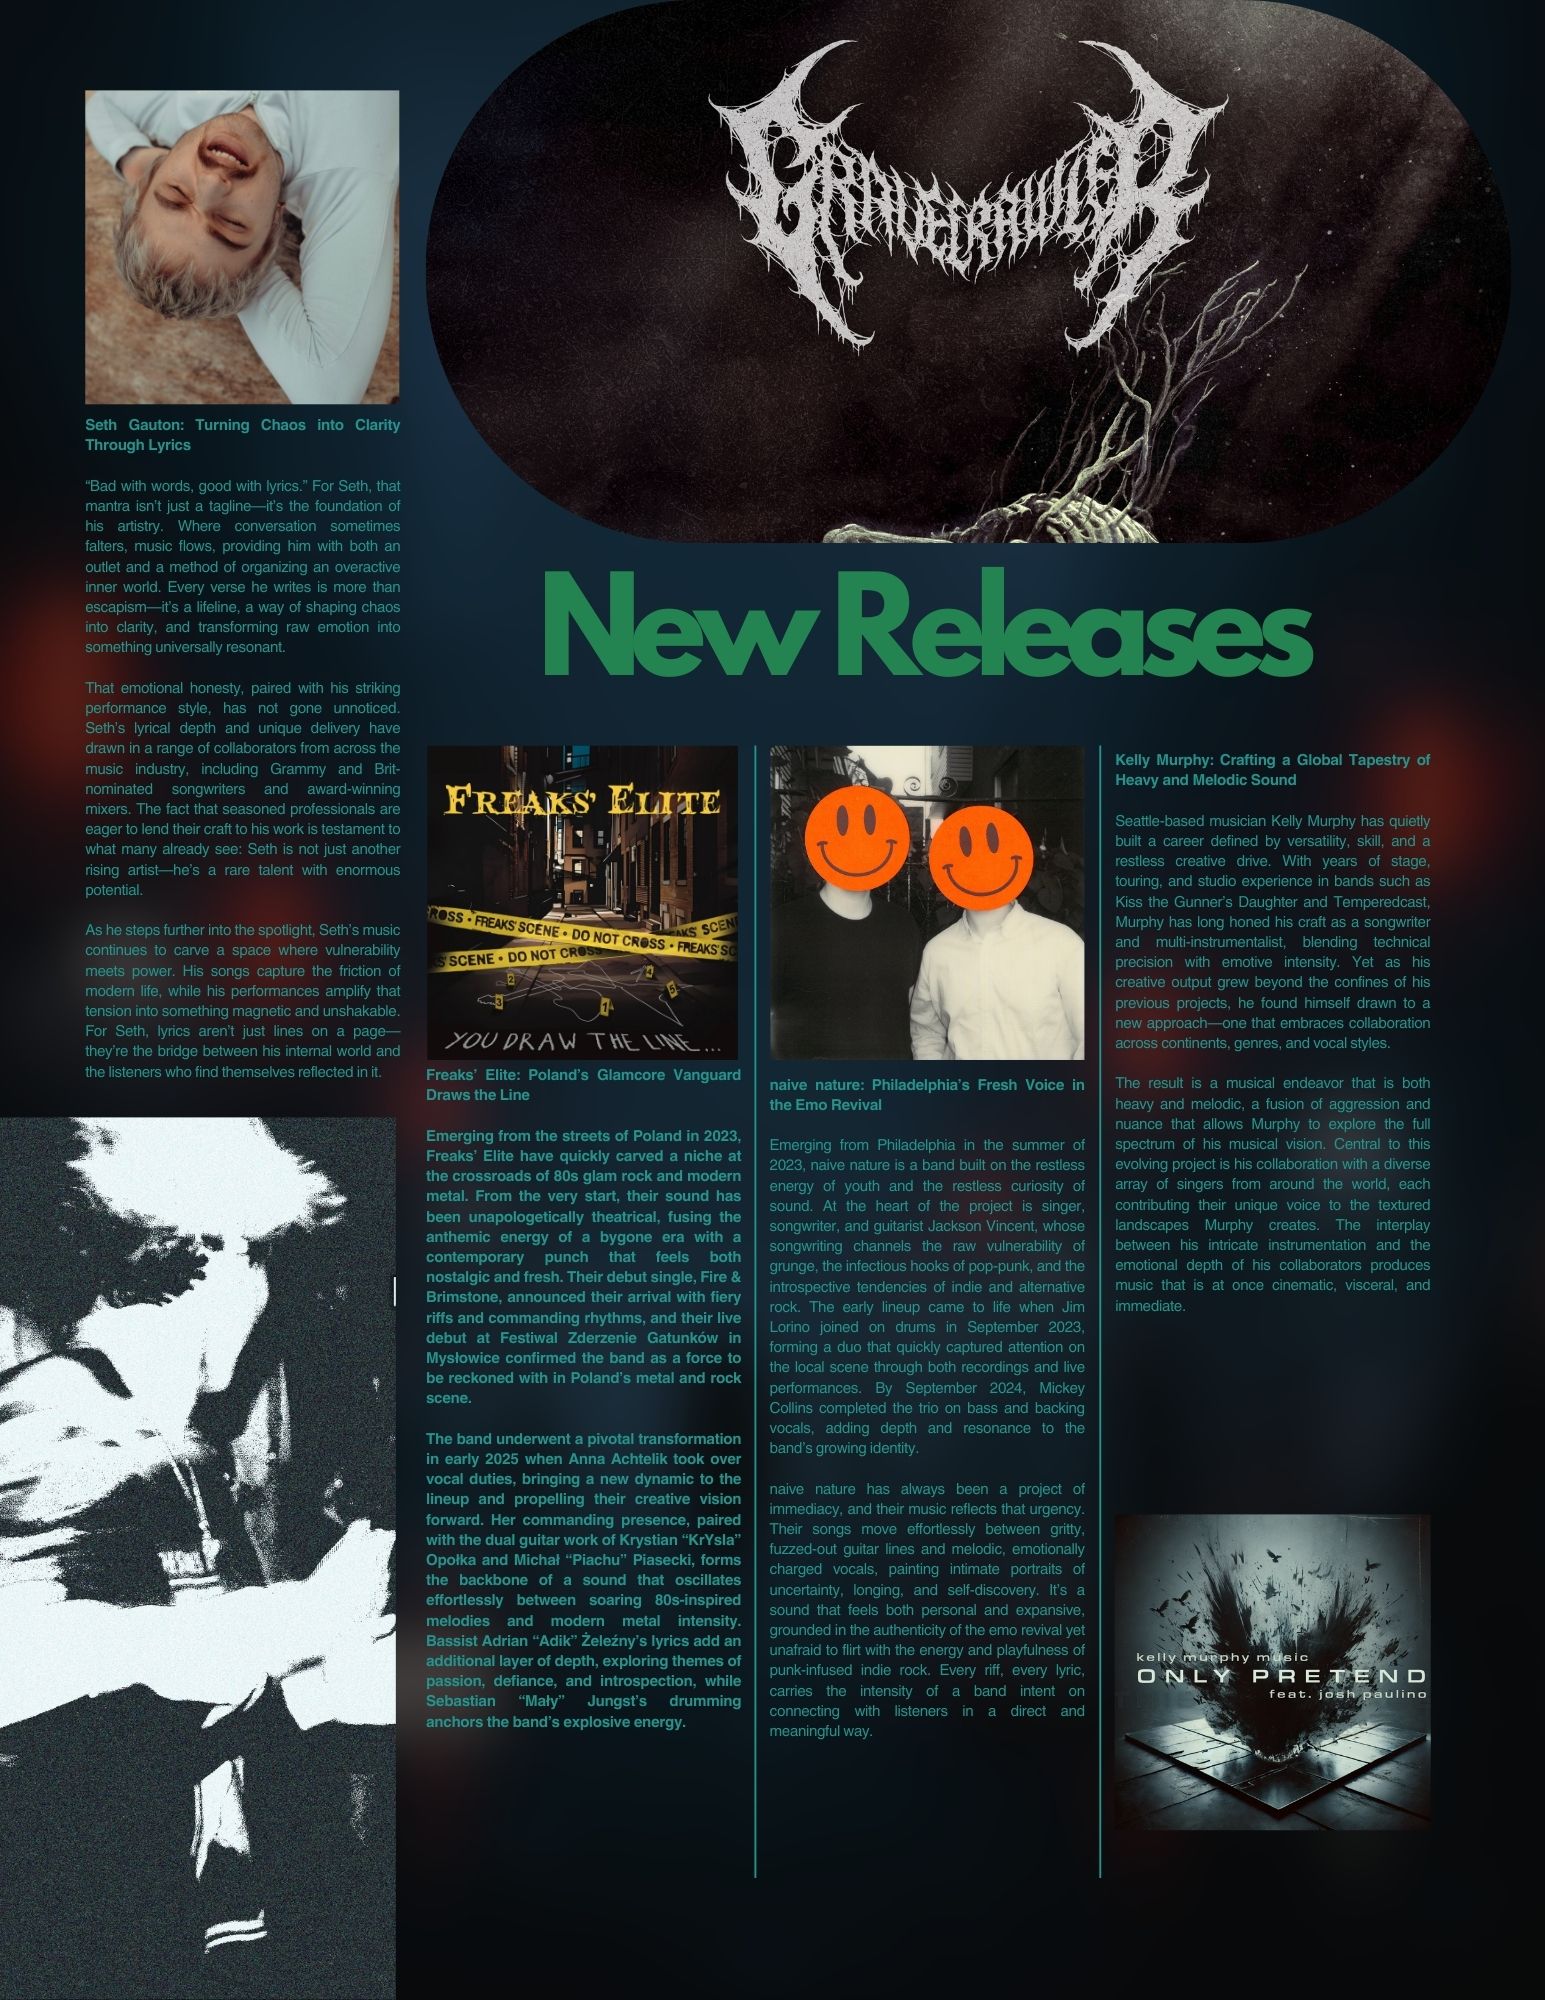 GRAVECRAWLER
Seth Gauton: Turning Chaos into Clarity
Through Lyrics
“Bad with words, good with lyrics.” For Seth, that
mantra isn’t just a tagline—it’s the foundation of
his artistry. Where conversation sometimes
falters, music flows, providing him with both an
outlet and a method of organizing an overactive
inner world. Every verse he writes is more than
escapism—it’s a lifeline, a way of shaping chaos
into clarity, and transforming raw emotion into
something universally resonant.
That emotional honesty, paired with his striking
performance style, has not gone unnoticed.
Seth’s lyrical depth and unique delivery have
drawn in a range of collaborators from across the
music industry, including Grammy and Brit-
nominated songwriters and award-winning
mixers. The fact that seasoned professionals are
eager to lend their craft to his work is testament to
what many already see: Seth is not just another
rising artist—he’s a rare talent with enormous
potential.
As he steps further into the spotlight, Seth’s music
continues to carve a space where vulnerability
meets power. His songs capture the friction of
modern life, while his performances amplify that
tension into something magnetic and unshakable.
For Seth, lyrics aren’t just lines on a page—
they’re the bridge between his internal world and
the listeners who find themselves reflected in it.
New Releases
FREAKS’ ELITE
ROSS • FREAKS’ SCENE • DO NOT CROSS • FREAKS’ SC
AKS’ SCEN
S’ SCENE • DO NOT CROSS
2
4
3
1
5
YOU DRAW THE LINE...
Freaks’ Elite: Poland’s Glamcore Vanguard
Draws the Line
Emerging from the streets of Poland in 2023,
Freaks’ Elite have quickly carved a niche at
the crossroads of 80s glam rock and modern
metal. From the very start, their sound has
been unapologetically theatrical, fusing the
anthemic energy of a bygone era with a
contemporary punch that feels both
nostalgic and fresh. Their debut single, Fire &
Brimstone, announced their arrival with fiery
riffs and commanding rhythms, and their live
debut at Festiwal Zderzenie Gatunków in
Mysłowice confirmed the band as a force to
be reckoned with in Poland’s metal and rock
scene.
The band underwent a pivotal transformation
in early 2025 when Anna Achtelik took over
vocal duties, bringing a new dynamic to the
lineup and propelling their creative vision
forward. Her commanding presence, paired
with the dual guitar work of Krystian “KrYsla”
Opołka and Michał “Piachu” Piasecki, forms
the backbone of a sound that oscillates
effortlessly between soaring 80s-inspired
melodies and modern metal intensity.
Bassist Adrian “Adik” Żeleźny’s lyrics add an
additional layer of depth, exploring themes of
passion, defiance, and introspection, while
Sebastian “Mały” Jungst’s drumming
anchors the band’s explosive energy.
naive nature: Philadelphia’s Fresh Voice in
the Emo Revival
Emerging from Philadelphia in the summer of
2023, naive nature is a band built on the restless
energy of youth and the restless curiosity of
sound. At the heart of the project is singer,
songwriter, and guitarist Jackson Vincent, whose
songwriting channels the raw vulnerability of
grunge, the infectious hooks of pop-punk, and the
introspective tendencies of indie and alternative
rock. The early lineup came to life when Jim
Lorino joined on drums in September 2023,
forming a duo that quickly captured attention on
the local scene through both recordings and live
performances. By September 2024, Mickey
Collins completed the trio on bass and backing
vocals, adding depth and resonance to the
band’s growing identity.
naive nature has always been a project of
immediacy, and their music reflects that urgency.
Their songs move effortlessly between gritty,
fuzzed-out guitar lines and melodic, emotionally
charged vocals, painting intimate portraits of
uncertainty, longing, and self-discovery. It’s a
sound that feels both personal and expansive,
grounded in the authenticity of the emo revival yet
unafraid to flirt with the energy and playfulness of
punk-infused indie rock. Every riff, every lyric,
carries the intensity of a band intent on
connecting with listeners in a direct and
meaningful way.
Kelly Murphy: Crafting a Global Tapestry of
Heavy and Melodic Sound
Seattle-based musician Kelly Murphy has quietly
built a career defined by versatility, skill, and a
restless creative drive. With years of stage,
touring, and studio experience in bands such as
Kiss the Gunner’s Daughter and Temperedcast,
Murphy has long honed his craft as a songwriter
and multi-instrumentalist, blending technical
precision with emotive intensity. Yet as his
creative output grew beyond the confines of his
previous projects, he found himself drawn to a
new approach—one that embraces collaboration
across continents, genres, and vocal styles.
The result is a musical endeavor that is both
heavy and melodic, a fusion of aggression and
nuance that allows Murphy to explore the full
spectrum of his musical vision. Central to this
evolving project is his collaboration with a diverse
array of singers from around the world, each
contributing their unique voice to the textured
landscapes Murphy creates. The interplay
between his intricate instrumentation and the
emotional depth of his collaborators produces
music that is at once cinematic, visceral, and
immediate.
kelly murphy music
ONLY PRETEND
feat. josh paulino